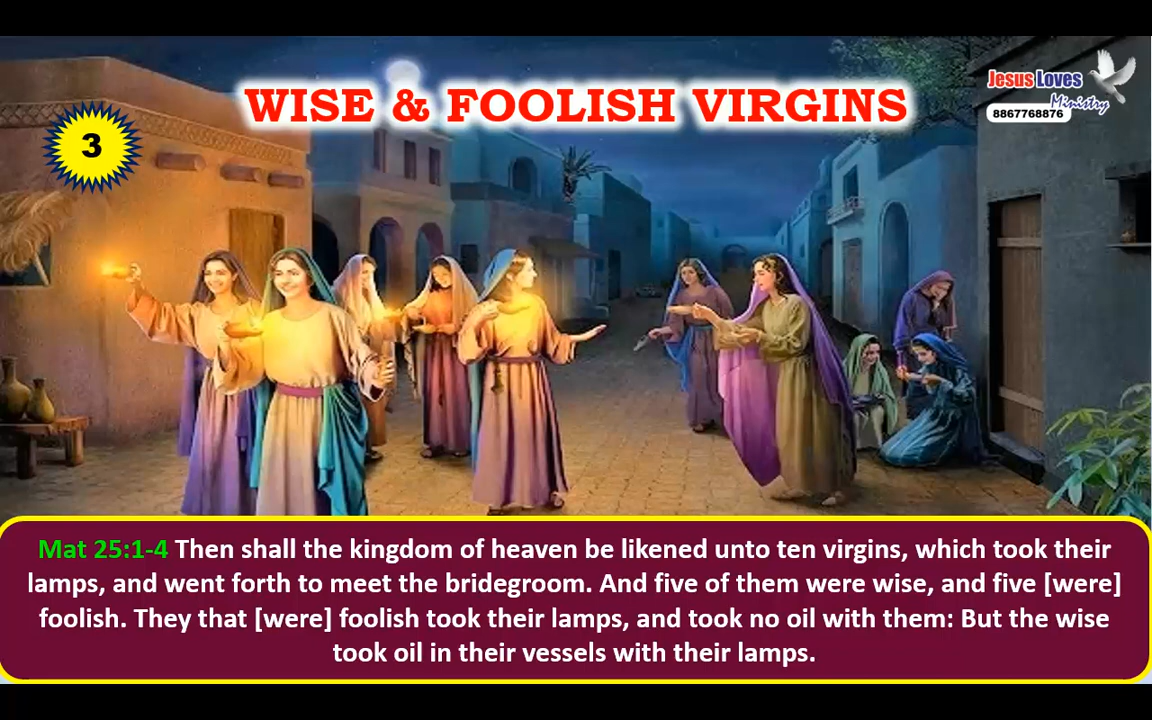 WISE & FOOLISH VIRGINS
Jesus Loves
Ministry
8867768876
3
Mat 25:1-4 Then shall the kingdom of heaven be likened unto ten virgins, which took their
lamps, and went forth to meet the bridegroom. And five of them were wise, and five [were]
foolish. They that [were] foolish took their lamps, and took no oil with them: But the wise
took oil in their vessels with their lamps.